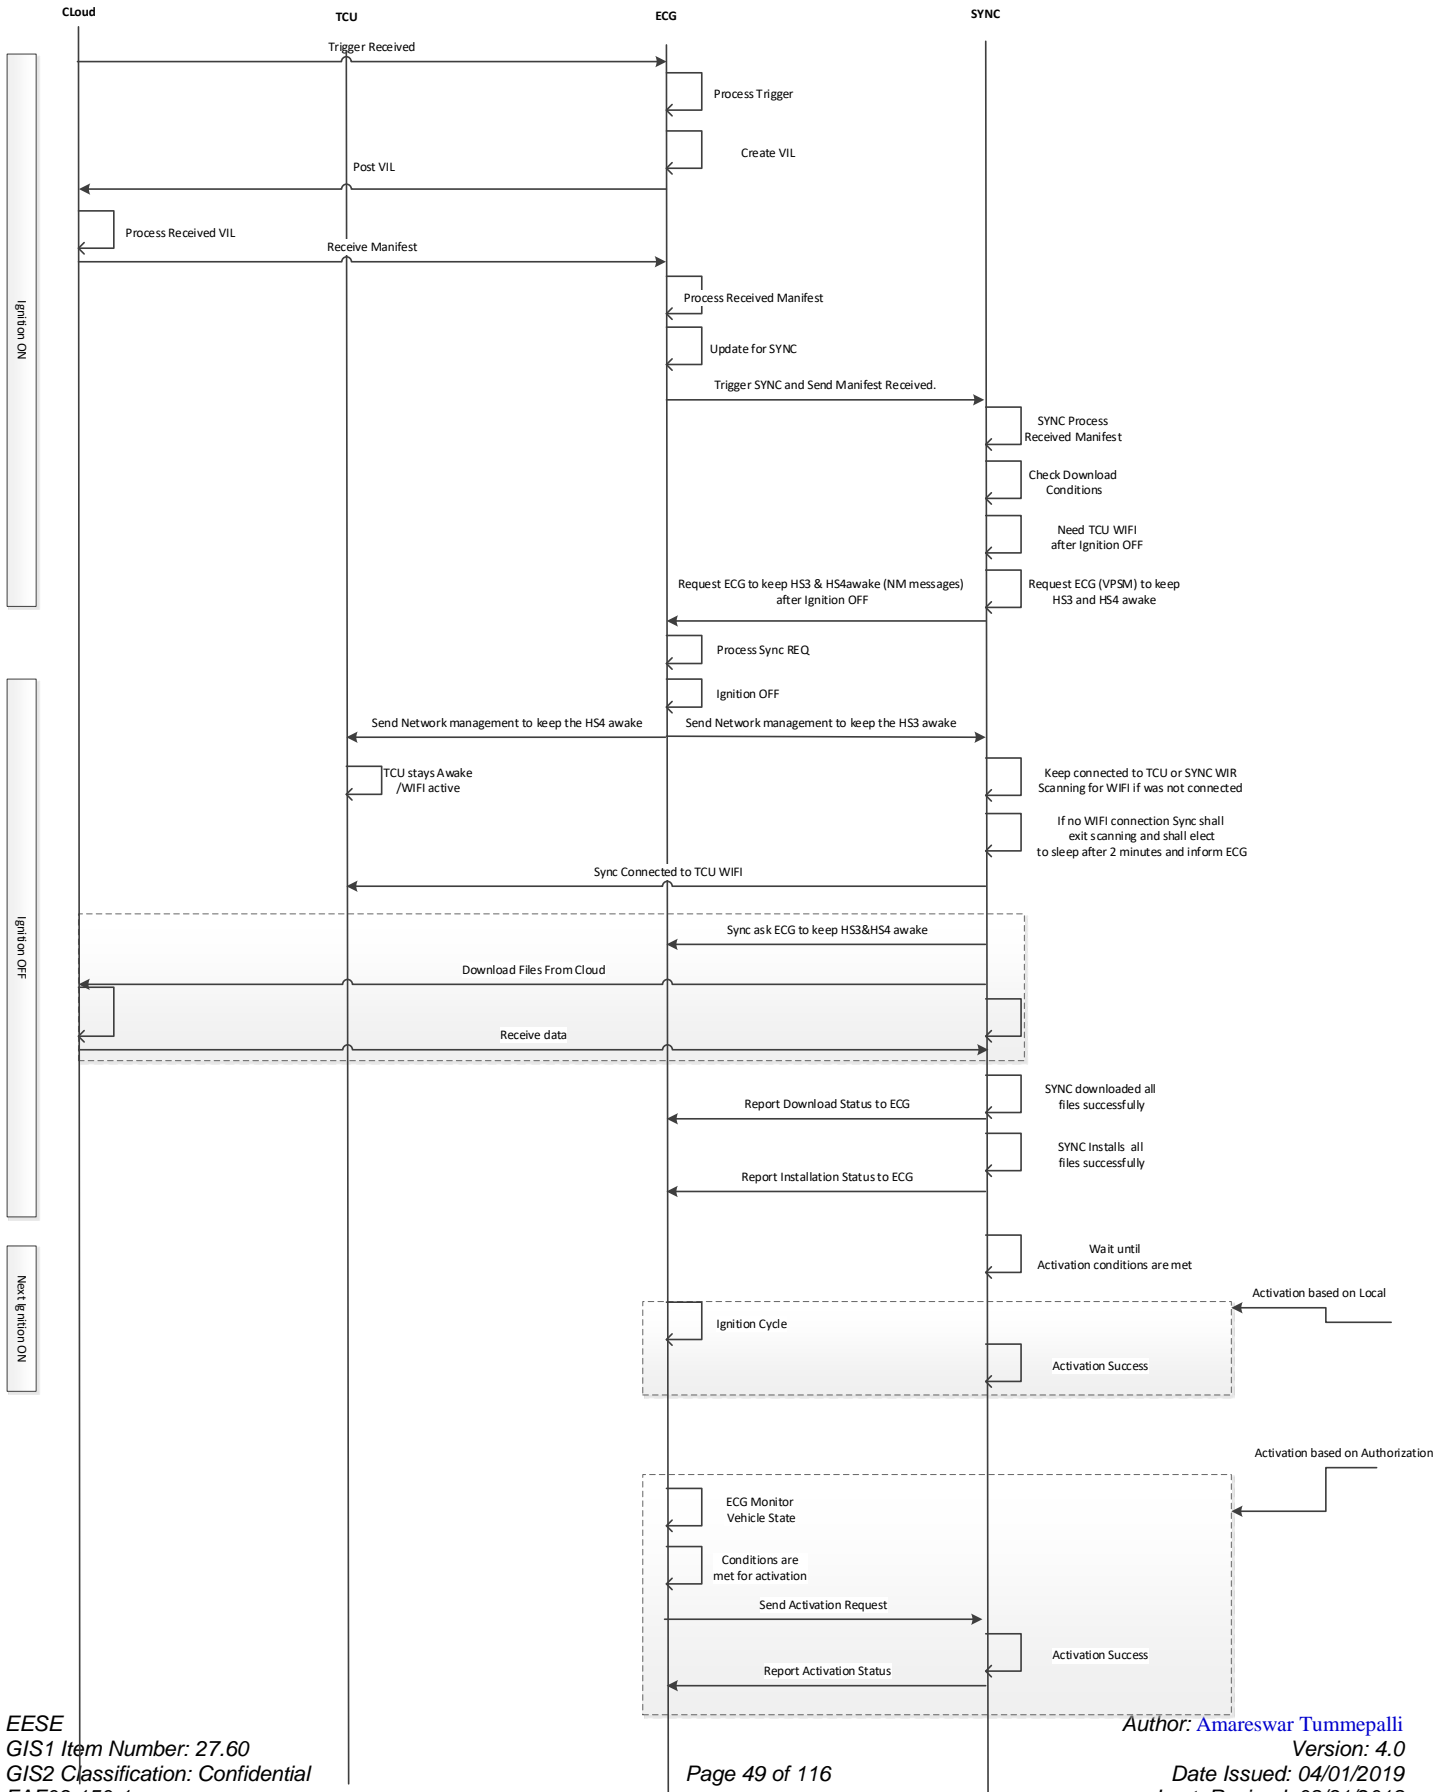 CLoud
TCU
ECG
SYNC
Trigger Received
Process Trigger
Create VIL
Post VIL
Process Received VIL
Receive Manifest
Process Received Manifest
Ignition ON
Update for SYNC
Trigger SYNC and Send Manifest Received.
SYNC Process
Received Manifest
Check Download
Conditions
Need TCU WIFI
after Ignition OFF
Request ECG to keep HS3 & HS4awake (NM messages)
after Ignition OFF
Request ECG (VPSM) to keep
HS3 and HS4 awake
Process Sync REQ
Ignition OFF
Send Network management to keep the HS4 awake
Send Network management to keep the HS3 awake
TCU stays Awake
/WIFI active
Keep connected to TCU or SYNC WIR
Scanning for WIFI if was not connected
If no WIFI connection Sync shall
exit scanning and shall elect
to sleep after 2 minutes and inform ECG
Sync Connected to TCU WIFI
Ignition OFF
Sync ask ECG to keep HS3&HS4 awake
Download Files From Cloud
Receive data
SYNC downloaded all
files successfully
Report Download Status to ECG
SYNC Installs all
files successfully
Report Installation Status to ECG
Wait until
Activation conditions are met
Next Ignition ON
Activation based on Local
Ignition Cycle
Activation Success
Activation based on Authorization
ECG Monitor
Vehicle State
Conditions are
met for activation
Send Activation Request
Activation Success
Report Activation Status
EESE
Author: Amareswar Tummepalli
GIS1 Item Number: 27.60
Version: 4.0
GIS2 Classification: Confidential
Page 49 of 116
Date Issued: 04/01/2019